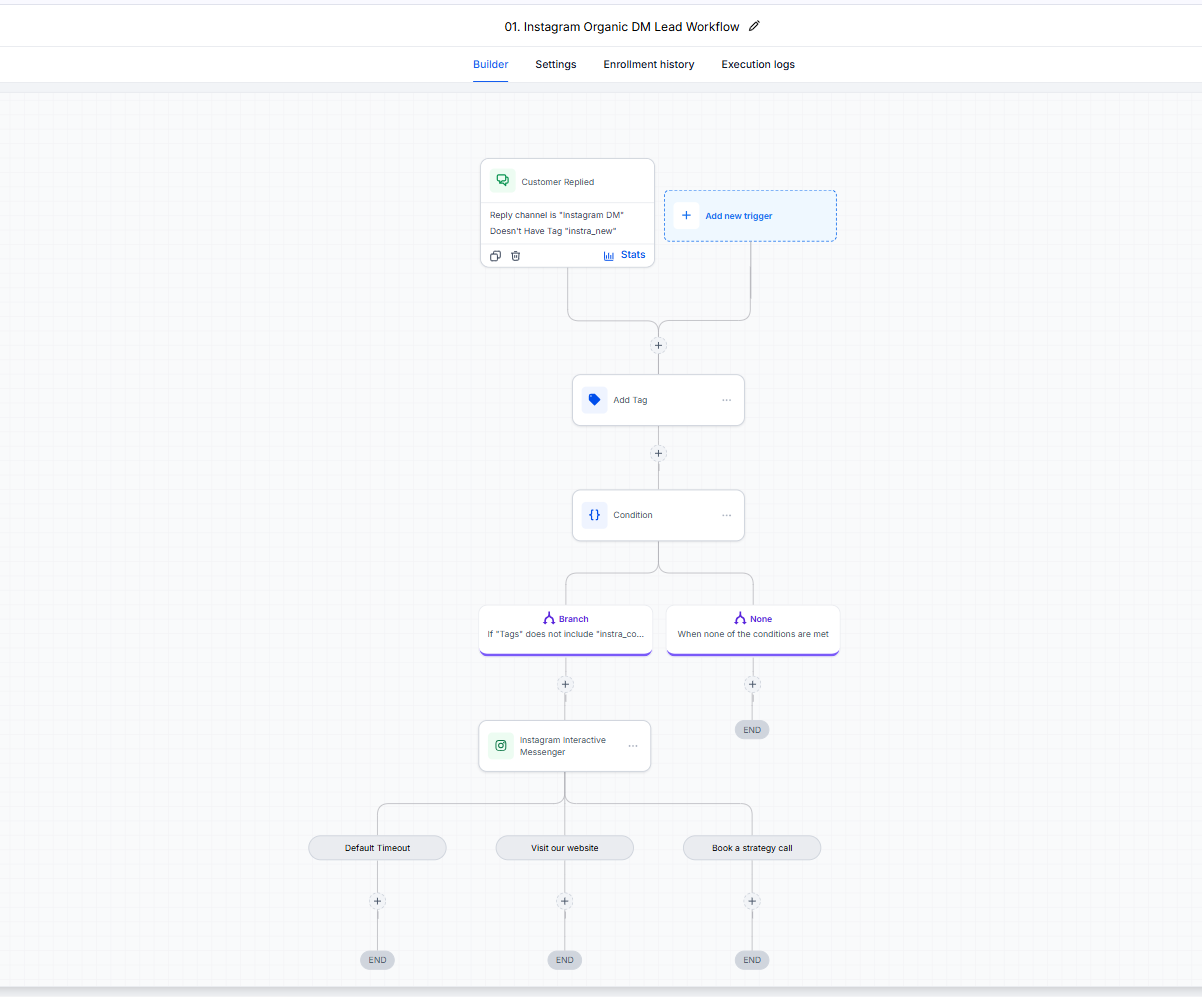 01. Instagram Organic DM Lead Workflow
Builder Settings Enrollment history Execution logs
Customer Replied
Reply channel is "Instagram DM"
Doesn't Have Tag "instra_new"
Stats
Add new trigger
Add Tag
Condition
Branch
If "Tags" does not include "instra_co...
None
When none of the conditions are met
END
Instagram Interactive
Messenger
Default Timeout
Visit our website
Book a strategy call
END
END
END